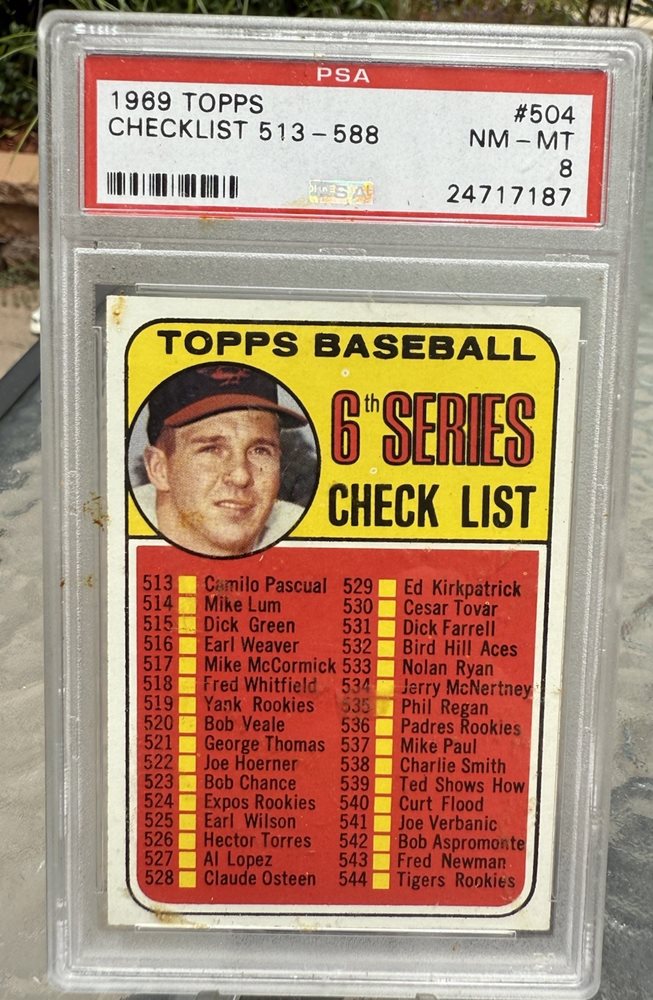 PSA
1969 TOPPS #504
CHECKLIST 513-588 NM-MT
8
PSA 24717187
TOPPS BASEBALL
6th SERIES
CHECK LIST
513 Camilo Pascual 529 Ed Kirkpatrick
514 Mike Lum 530 Cesar Tovar
515 Dick Green 531 Dick Farrell
516 Earl Weaver 532 Bird Hill Aces
517 Mike McCormick 533 Nolan Ryan
518 Fred Whitfield 534 Jerry McNertney
519 Yank Rookies 535 Phil Regan
520 Bob Veale 536 Padres Rookies
521 George Thomas 537 Mike Paul
522 Joe Hoerner 538 Charlie Smith
523 Bob Chance 539 Ted Shows How
524 Expos Rookies 540 Curt Flood
525 Earl Wilson 541 Joe Verbanic
526 Hector Torres 542 Bob Aspromonte
527 Al Lopez 543 Fred Newman
528 Claude Osteen 544 Tigers Rookies